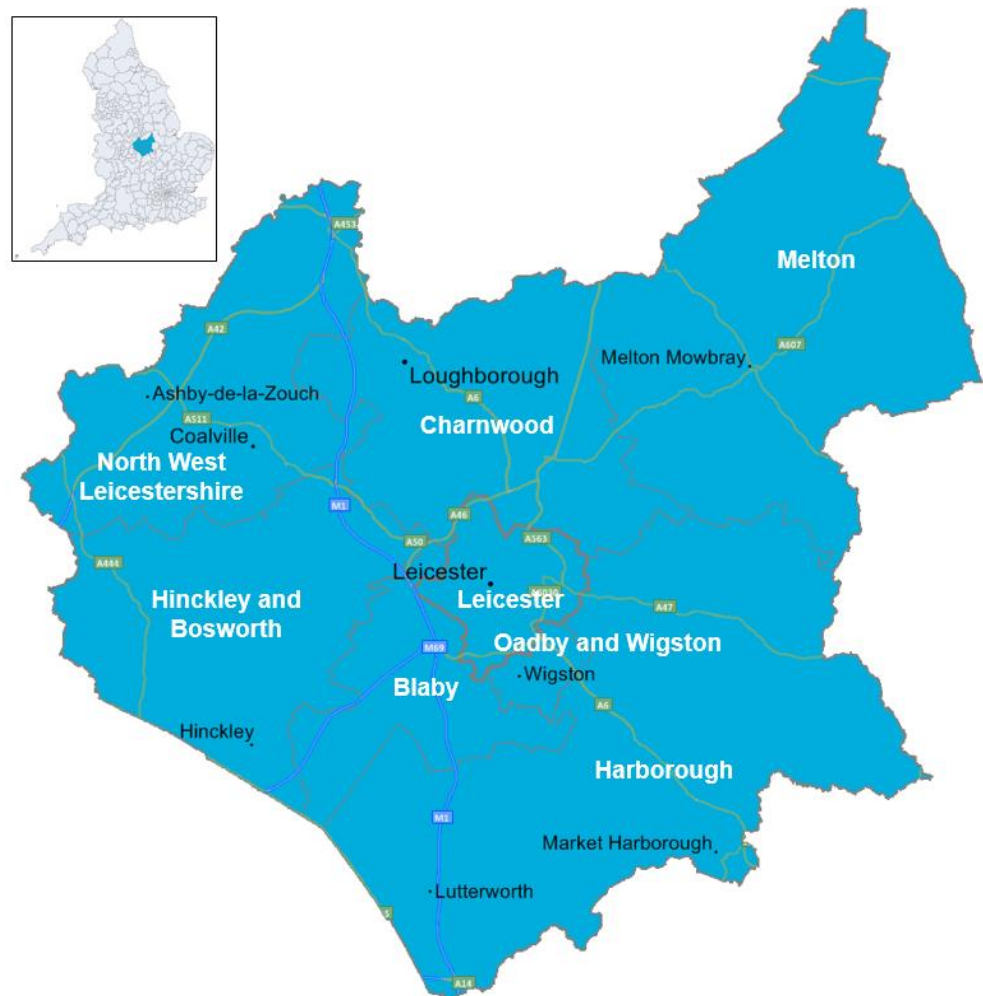 A453
Melton
A42
A607
Melton Mowbray
Loughborough
Ashby-de-la-Zouch
A6
A511
Charnwood
Coalville
North West
Leicestershire
M1
A46
A50
A563
A444
Leicester
Hinckley and
Bosworth
Leicester
A6030
A47
Oadby and Wigston
M69
Wigston
Blaby
A6
Hinckley
Harborough
M1
Market Harborough
Lutterworth
A14